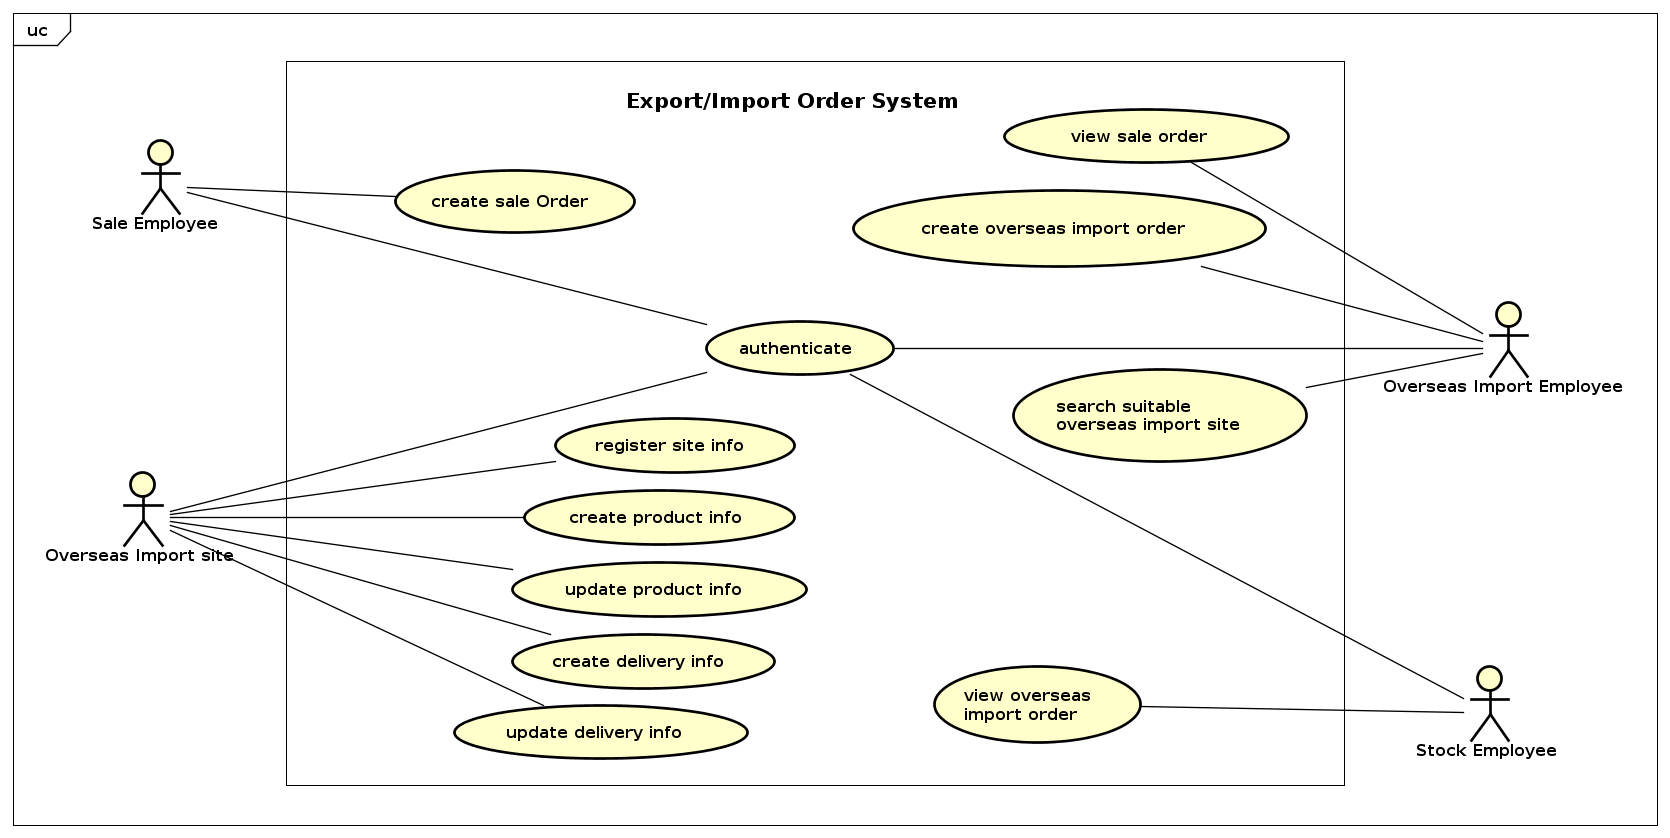 uc
Export/Import Order System
view sale order
create sale Order
Sale Employee
create overseas import order
authenticate
Overseas Import Employee
search suitable
overseas import site
register site info
create product info
Overseas Import site
update product info
create delivery info
view overseas
import order
update delivery info
Stock Employee